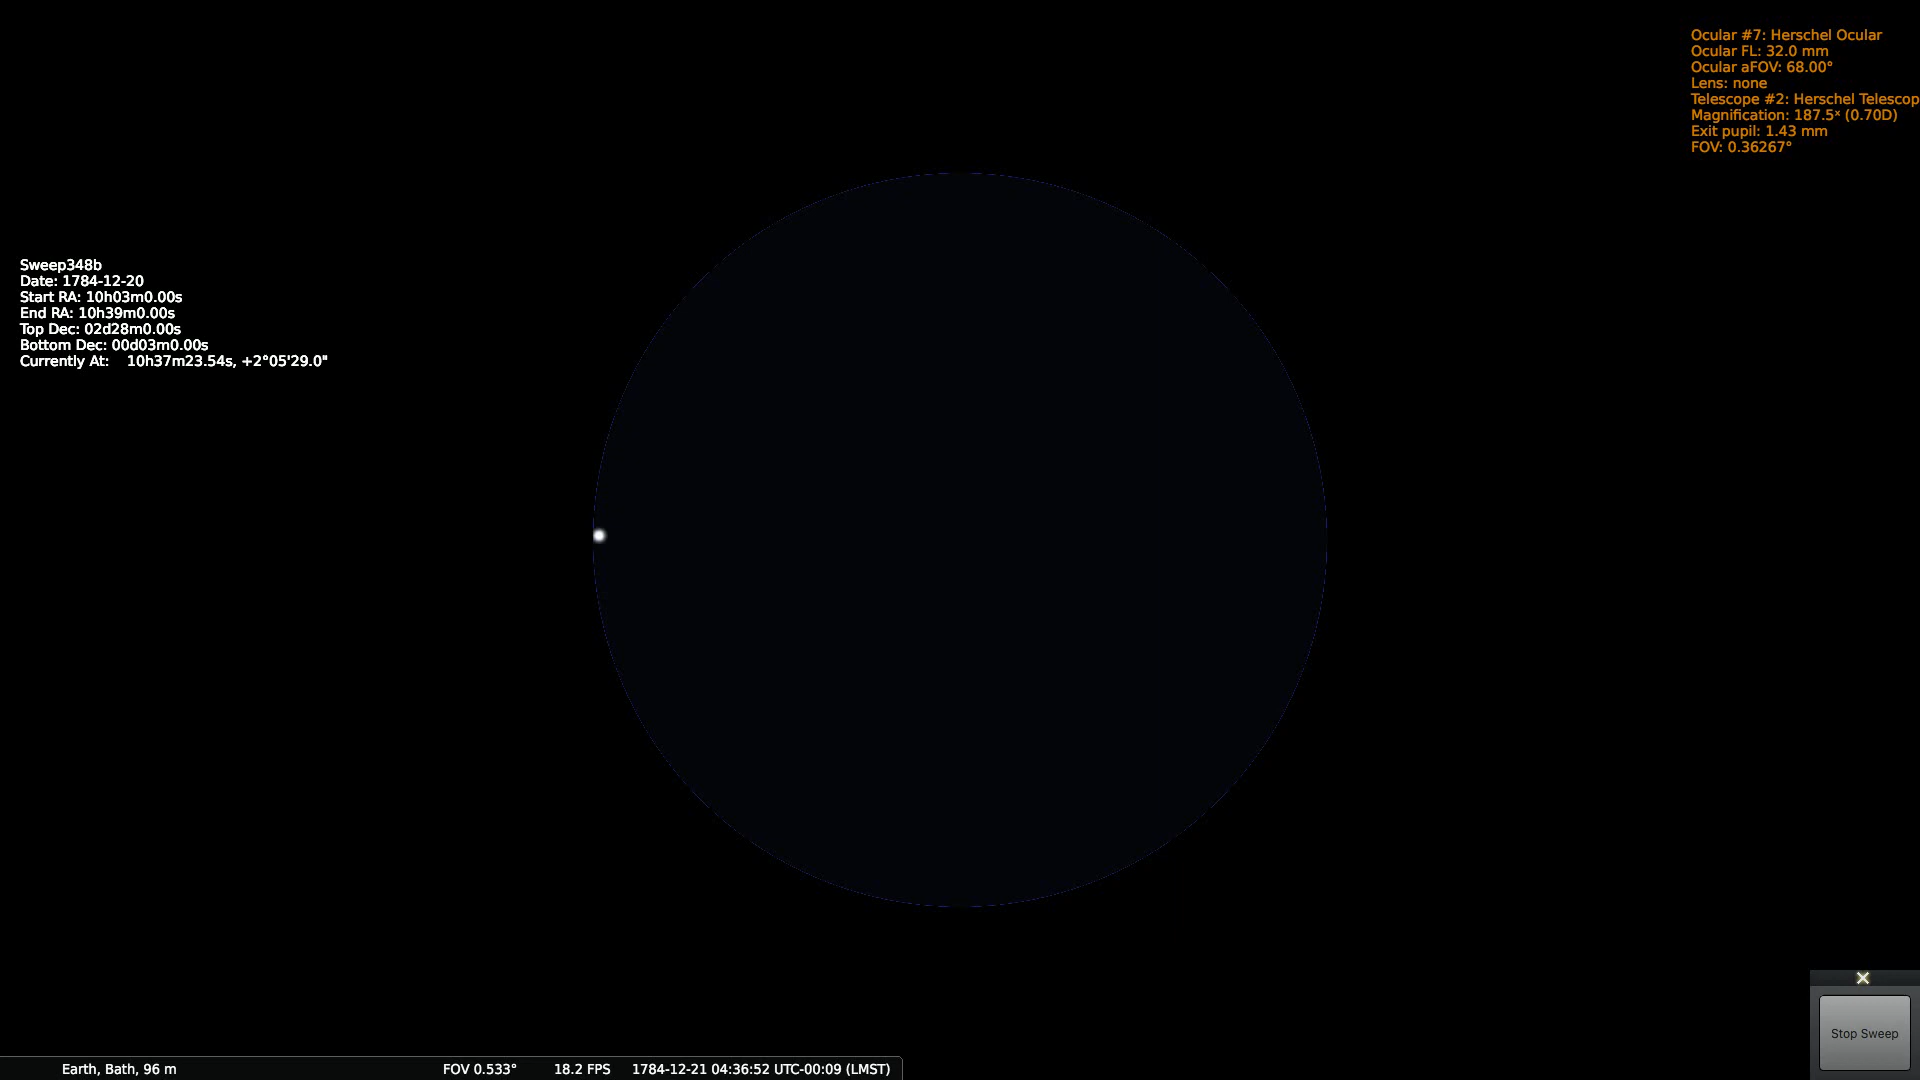 Ocular #7: Herschel Ocular
Ocular FL: 32.0 mm
Ocular aFOV: 68.00°
Lens: none
Telescope #2: Herschel Telescop
Magnification: 187.5ˣ (0.70D)
Exit pupil: 1.43 mm
FOV: 0.36267°
Sweep348b
Date: 1784-12-20
Start RA: 10h03m0.00s
End RA: 10h39m0.00s
Top Dec: 02d28m0.00s
Bottom Dec: 00d03m0.00s
Currently At: 10h37m23.54s, +2°05'29.0"
Stop Sweep
Earth, Bath, 96 m FOV 0.533° 18.2 FPS 1784-12-21 04:36:52 UTC-00:09 (LMST)